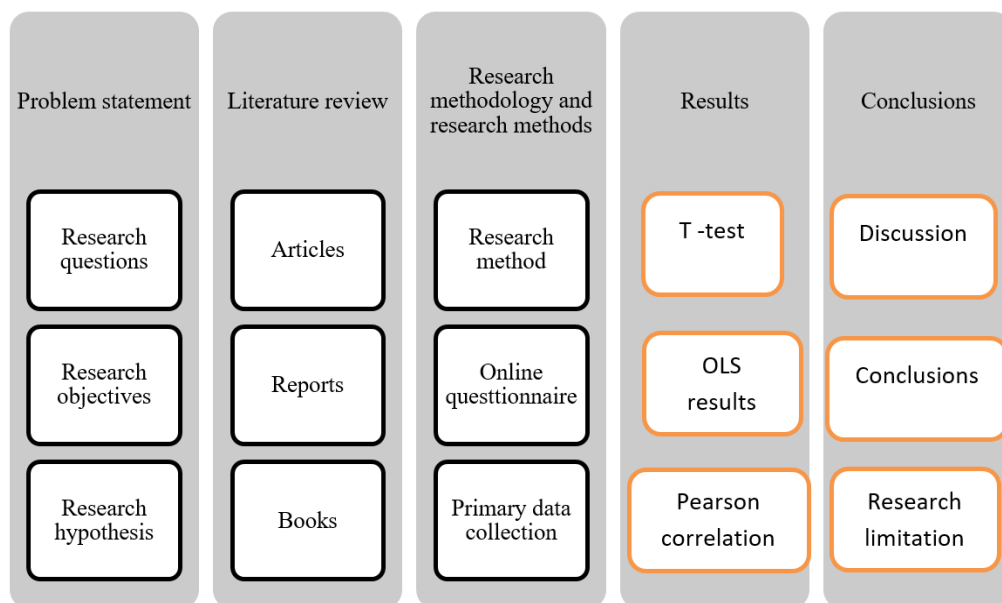 Problem statement
Research
questions
Research
objectives
Research
hypothesis
Literature review
Articles
Reports
Books
Research
methodology and
research methods
Research
method
Online
questtionnaire
Primary data
collection
Results
T -test
OLS
results
Pearson
correlation
Conclusions
Discussion
Conclusions
Research
limitation